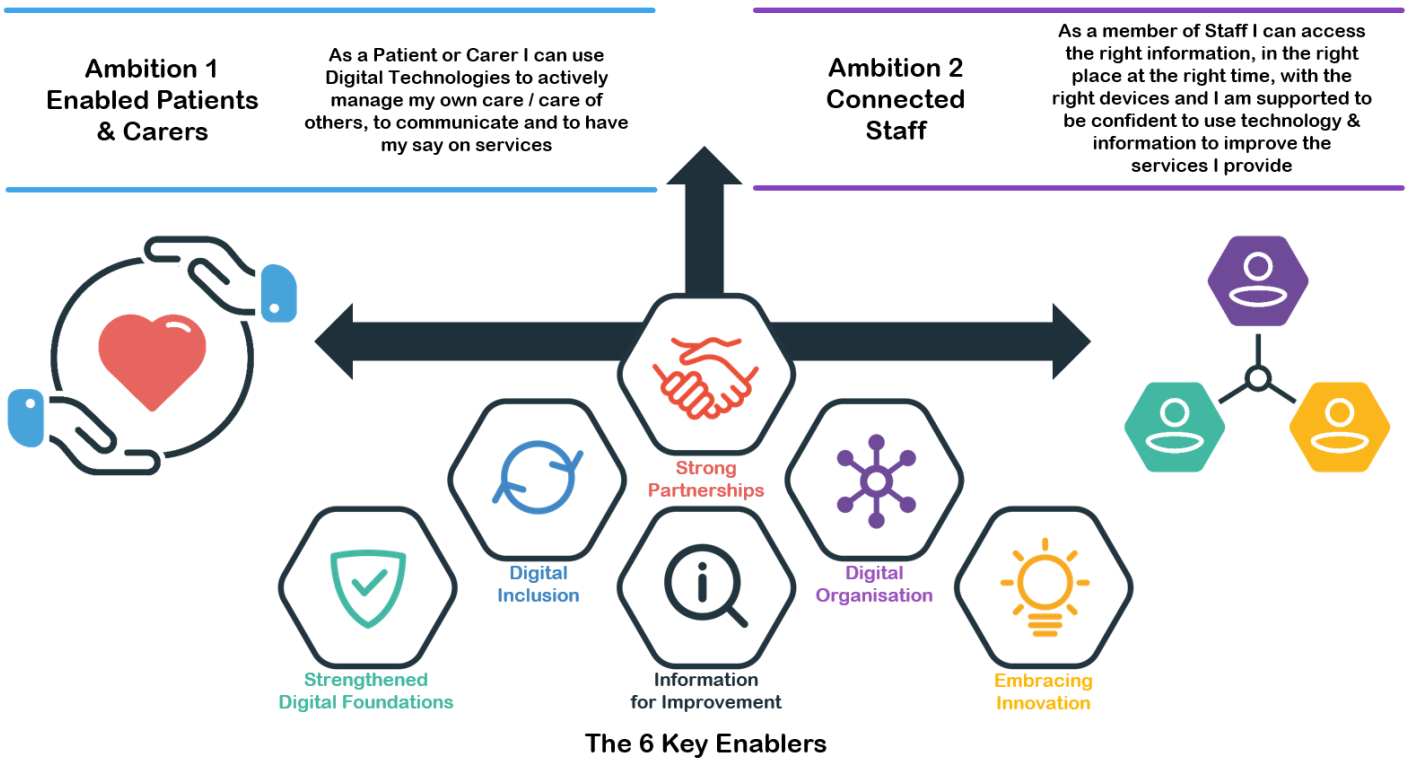 Ambition 1
Enabled Patients
& Carers
As a Patient or Carer I can use
Digital Technologies to actively
manage my own care / care of
others, to communicate and to have
my say on services
Ambition 2
Connected
Staff
As a member of Staff I can access
the right information, in the right
place at the right time, with the
right devices and I am supported to
be confident to use technology &
information to improve the
services I provide
Strong
Partnerships
Digital
Inclusion
Digital
Organisation
Strengthened
Digital Foundations
Information
for Improvement
Embracing
Innovation
The 6 Key Enablers